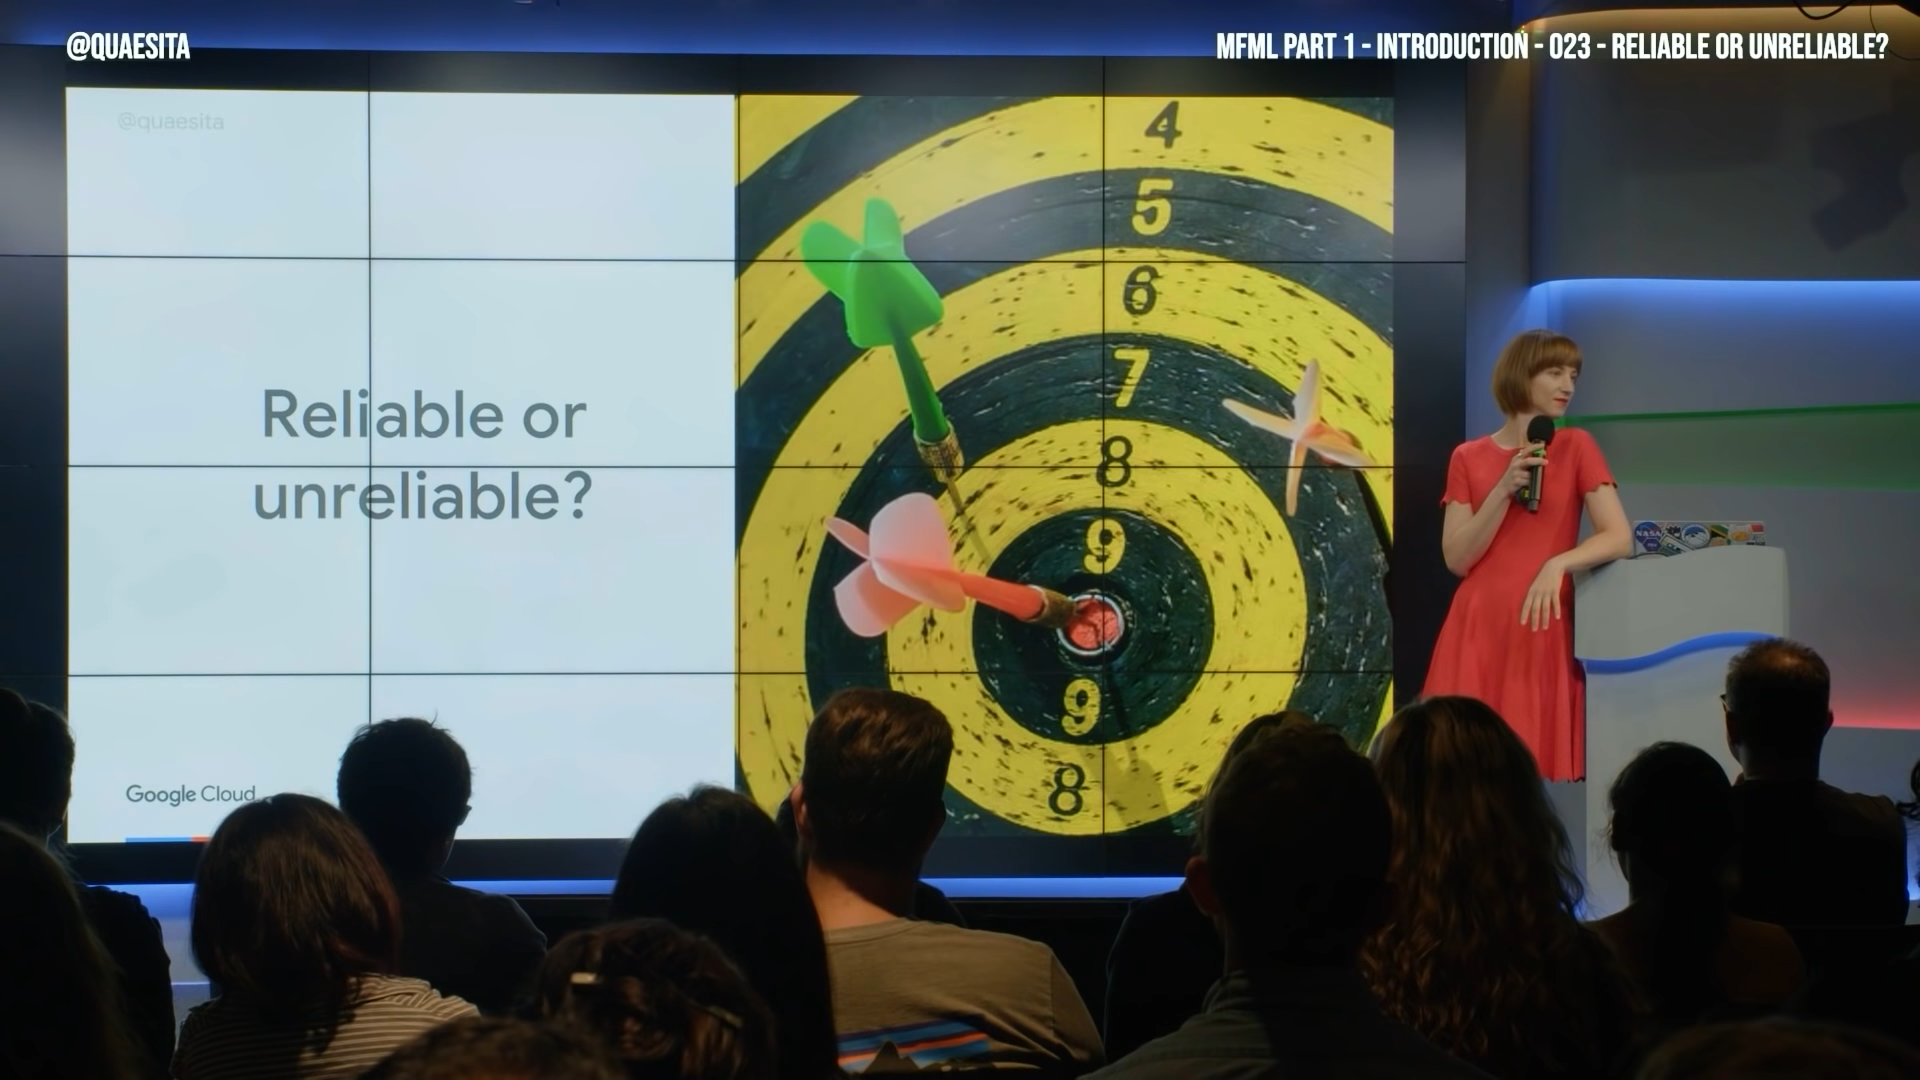 @QUAESITA
MFML PART 1 - INTRODUCTION - 023 - RELIABLE OR UNRELIABLE?
@quaesita
Reliable or
unreliable?
Google Cloud
4
5
6
7
8
9
9
8
NASA